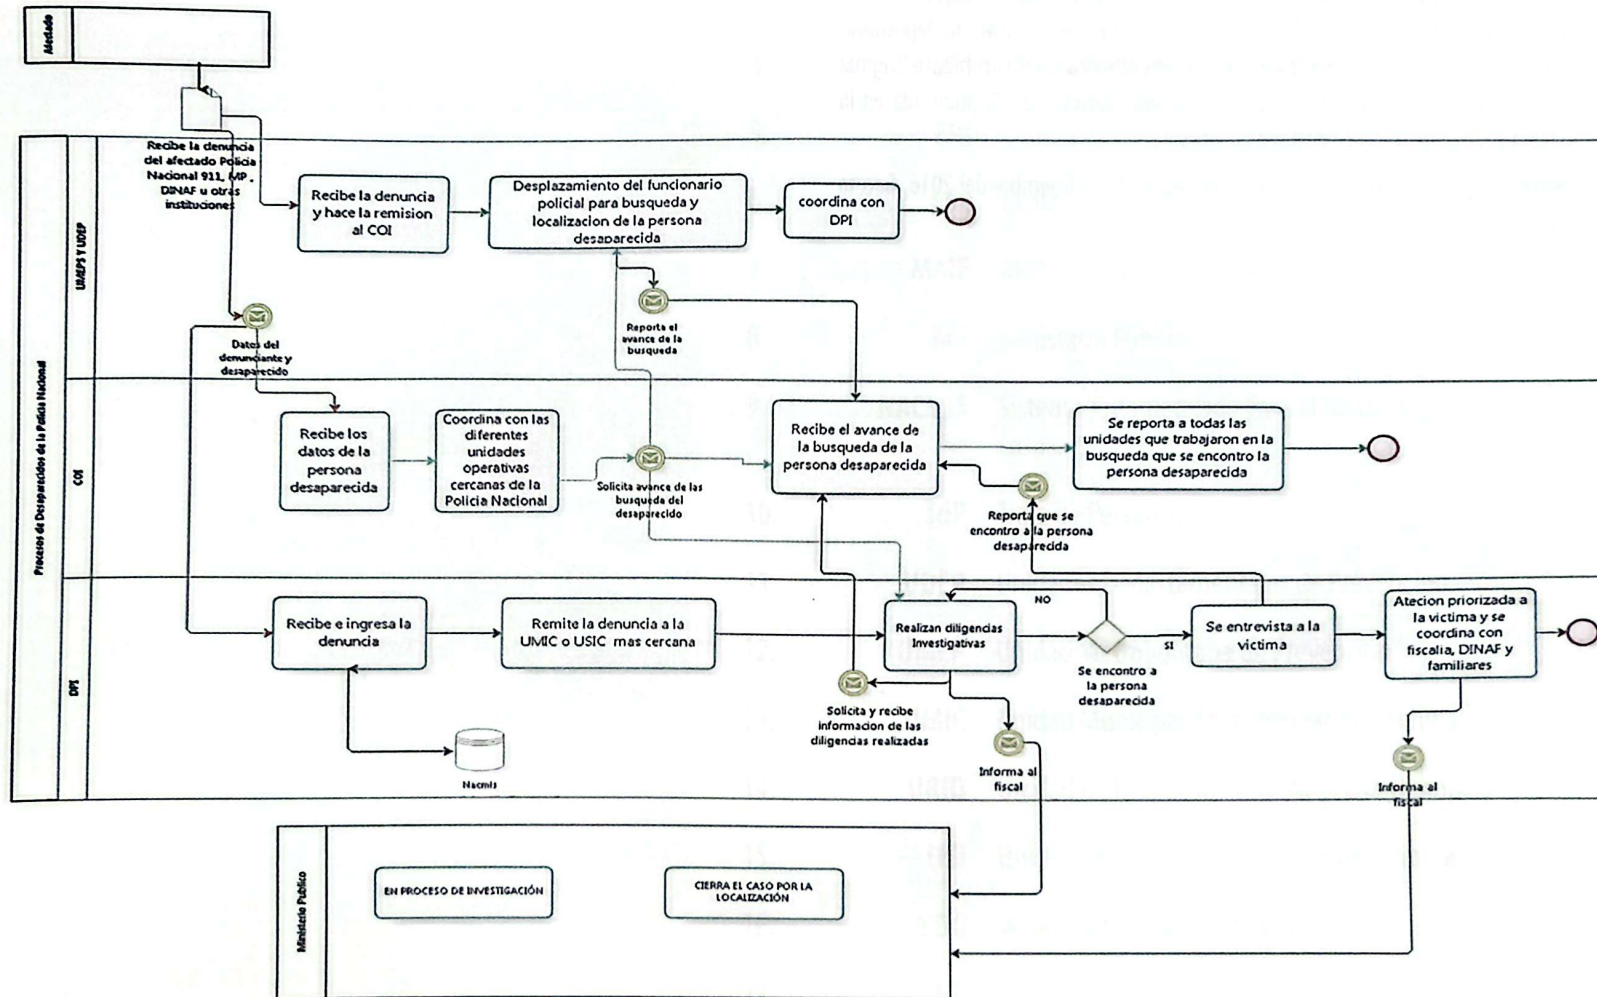 Afectado
Procesos de Desaparecidos de la Policia Nacional
UMEPS Y UDEP
Recibe la denuncia
del afectado Policia
Nacional 911, MP,
DINAF u otras
instituciones
Recibe la denuncia
y hace la remision
al COI
Desplazamiento del funcionario
policial para busqueda y
localizacion de la persona
desaparecida
coordina con
DPI
Datos del
denunciante y
desaparecido
Reporta el
avance de la
busqueda
COI
Recibe los
datos de la
persona
desaparecida
Coordina con las
diferentes
unidades
operativas
cercanas de la
Policia Nacional
Solicita avance de las
busqueda del
desaparecido
Recibe el avance de
la busqueda de la
persona desaparecida
Se reporta a todas las
unidades que trabajaron en la
busqueda que se encontro la
persona desaparecida
Reporta que se
encontro a la persona
desaparecida
DPI
Recibe e ingresa la
denuncia
Remite la denuncia a la
UMIC o USIC mas cercana
Realizan diligencias
Investigativas
NO
SI
Se encontro a
la persona
desaparecida
Se entrevista a la
victima
Atecion priorizada a
la victima y se
coordina con
fiscalia, DINAF y
familiares
Solicita y recibe
informacion de las
diligencias realizadas
Nacmis
Informa al
fiscal
Informa al
fiscal
Ministerio Publico
EN PROCESO DE INVESTIGACIÓN
CIERRA EL CASO POR LA
LOCALIZACIÓN